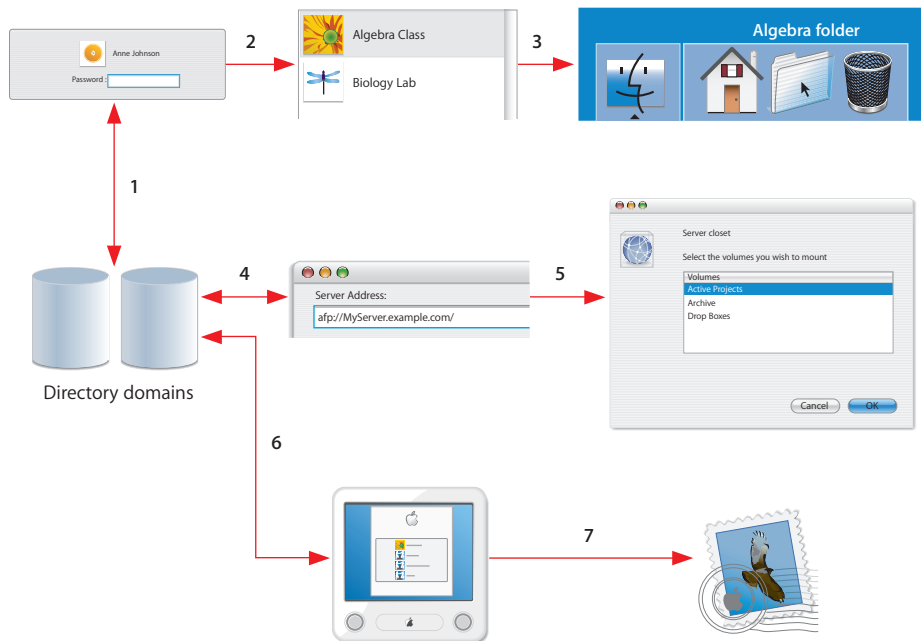 Anne Johnson
Password :
2
Algebra Class
Biology Lab
3
Algebra folder
1
4
Server Address:
afp://MyServer.example.com/
5
Server closet
Select the volumes you wish to mount
Volumes
Active Projects
Archive
Drop Boxes
Cancel
OK
Directory domains
6
7